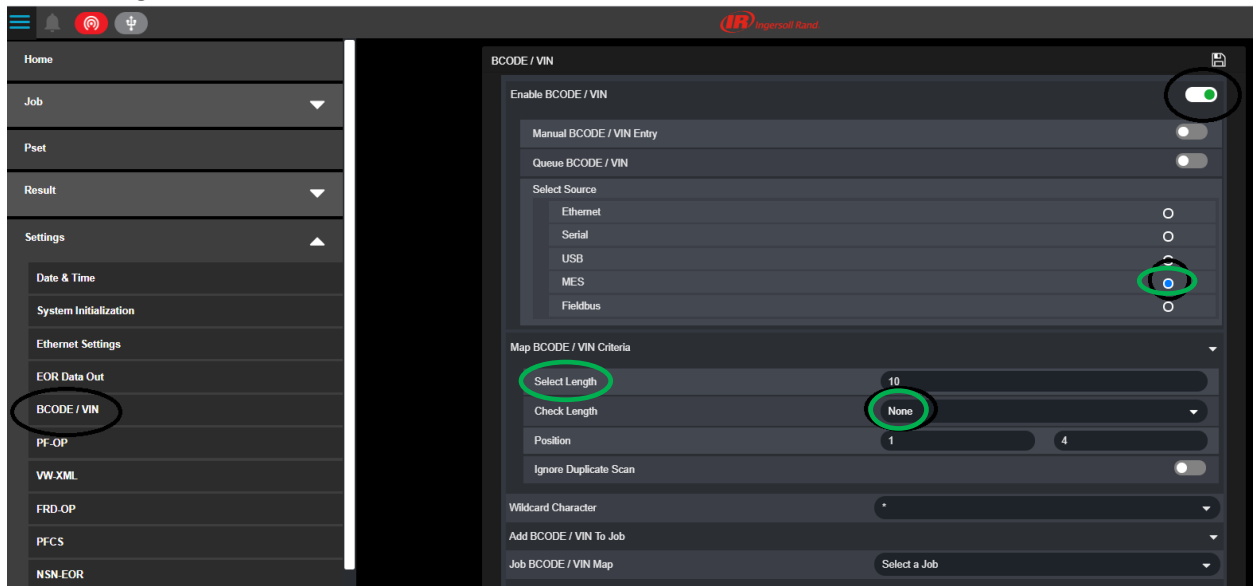 Ingersoll Rand
Home
Job
Pset
Result
Settings
Date & Time
System Initialization
Ethernet Settings
EOR Data Out
BCODE / VIN
PF-OP
VW-XML
FRD-OP
PFCS
NSN-EOR
BCODE / VIN
Enable BCODE / VIN
Manual BCODE / VIN Entry
Queue BCODE / VIN
Select Source
Ethernet
Serial
USB
MES
Fieldbus
Map BCODE / VIN Criteria
Select Length 10
Check Length None
Position 1 4
Ignore Duplicate Scan
Wildcard Character *
Add BCODE / VIN To Job
Job BCODE / VIN Map Select a Job